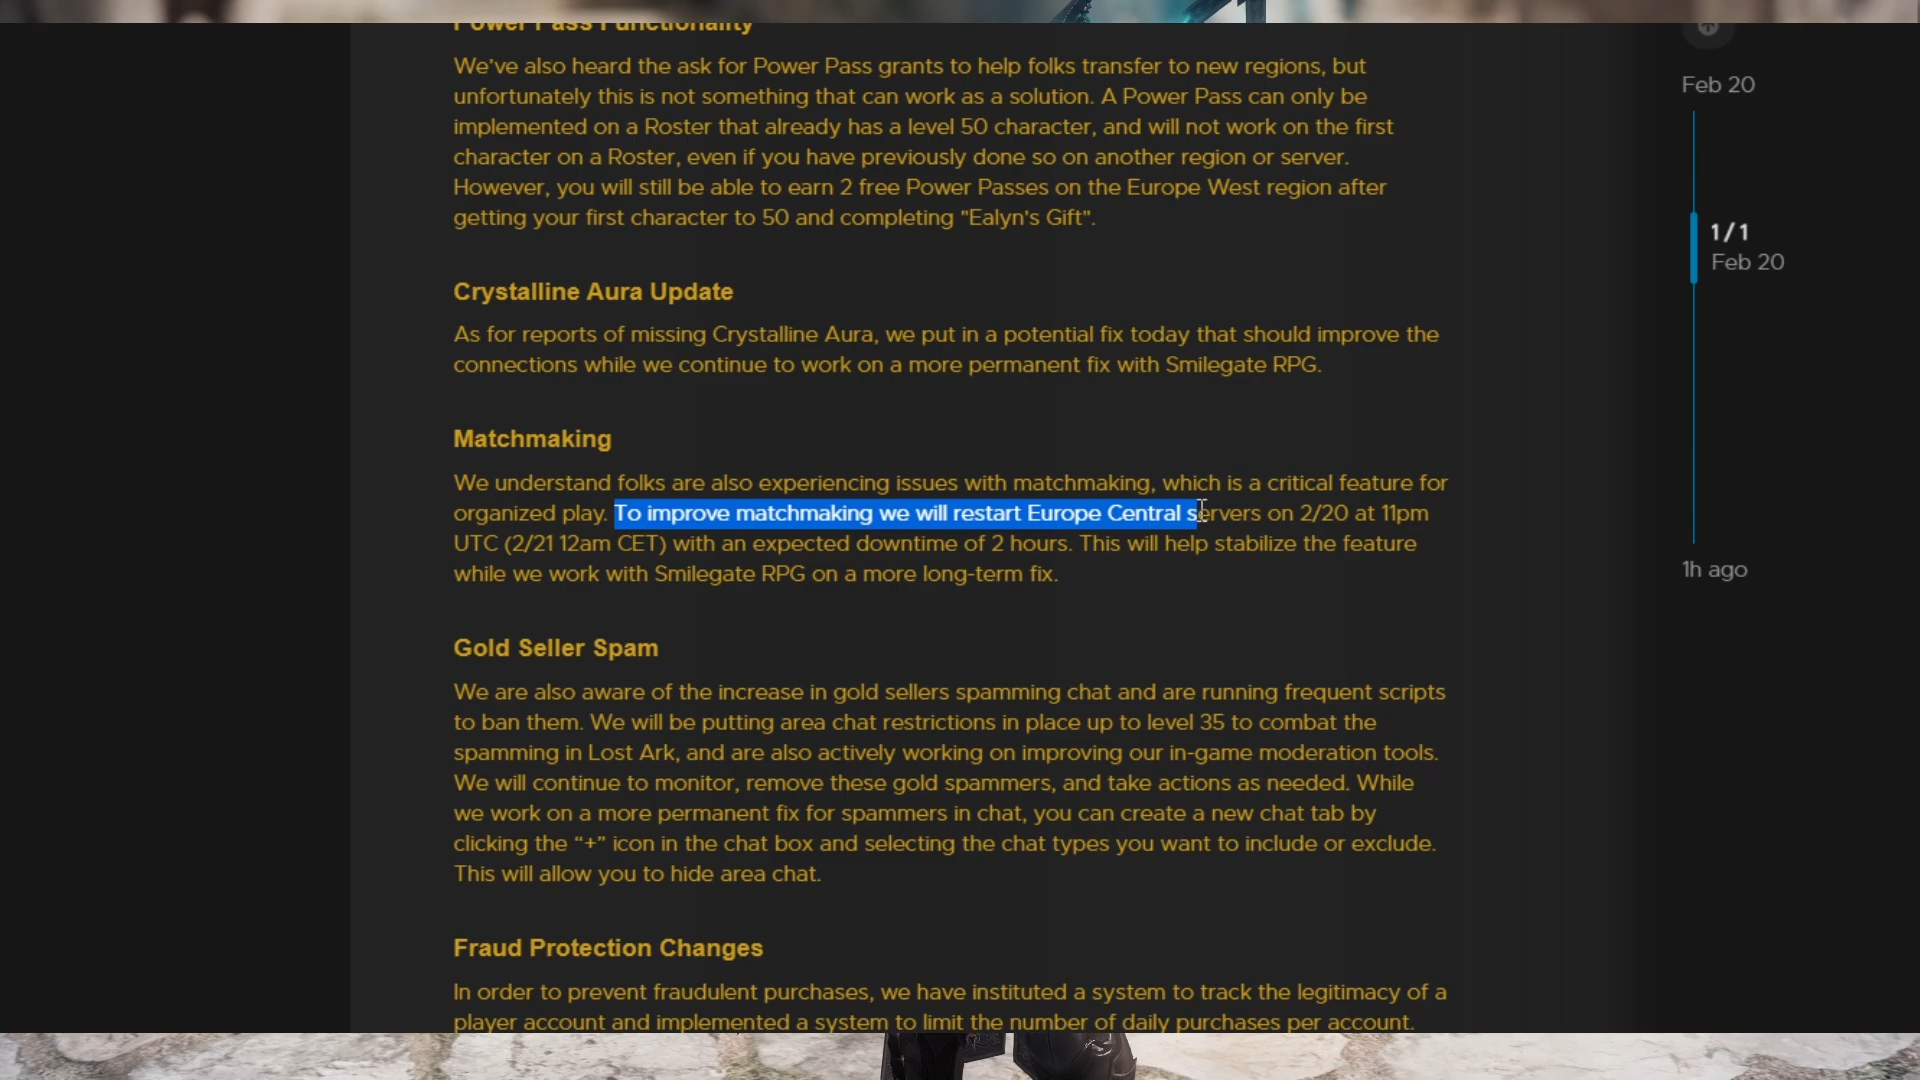 Power Pass Functionality
Feb 20
We've also heard the ask for Power Pass grants to help folks transfer to new regions, but
unfortunately this is not something that can work as a solution. A Power Pass can only be
implemented on a Roster that already has a level 50 character, and will not work on the first
character on a Roster, even if you have previously done so on another region or server.
However, you will still be able to earn 2 free Power Passes on the Europe West region after
getting your first character to 50 and completing "Ealyn's Gift".
1 / 1
Feb 20
Crystalline Aura Update
As for reports of missing Crystalline Aura, we put in a potential fix today that should improve the
connections while we continue to work on a more permanent fix with Smilegate RPG.
Matchmaking
We understand folks are also experiencing issues with matchmaking, which is a critical feature for
organized play. To improve matchmaking we will restart Europe Central servers on 2/20 at 11pm
UTC (2/21 12am CET) with an expected downtime of 2 hours. This will help stabilize the feature
while we work with Smilegate RPG on a more long-term fix.
1h ago
Gold Seller Spam
We are also aware of the increase in gold sellers spamming chat and are running frequent scripts
to ban them. We will be putting area chat restrictions in place up to level 35 to combat the
spamming in Lost Ark, and are also actively working on improving our in-game moderation tools.
We will continue to monitor, remove these gold spammers, and take actions as needed. While
we work on a more permanent fix for spammers in chat, you can create a new chat tab by
clicking the “+” icon in the chat box and selecting the chat types you want to include or exclude.
This will allow you to hide area chat.
Fraud Protection Changes
In order to prevent fraudulent purchases, we have instituted a system to track the legitimacy of a
player account and implemented a system to limit the number of daily purchases per account.